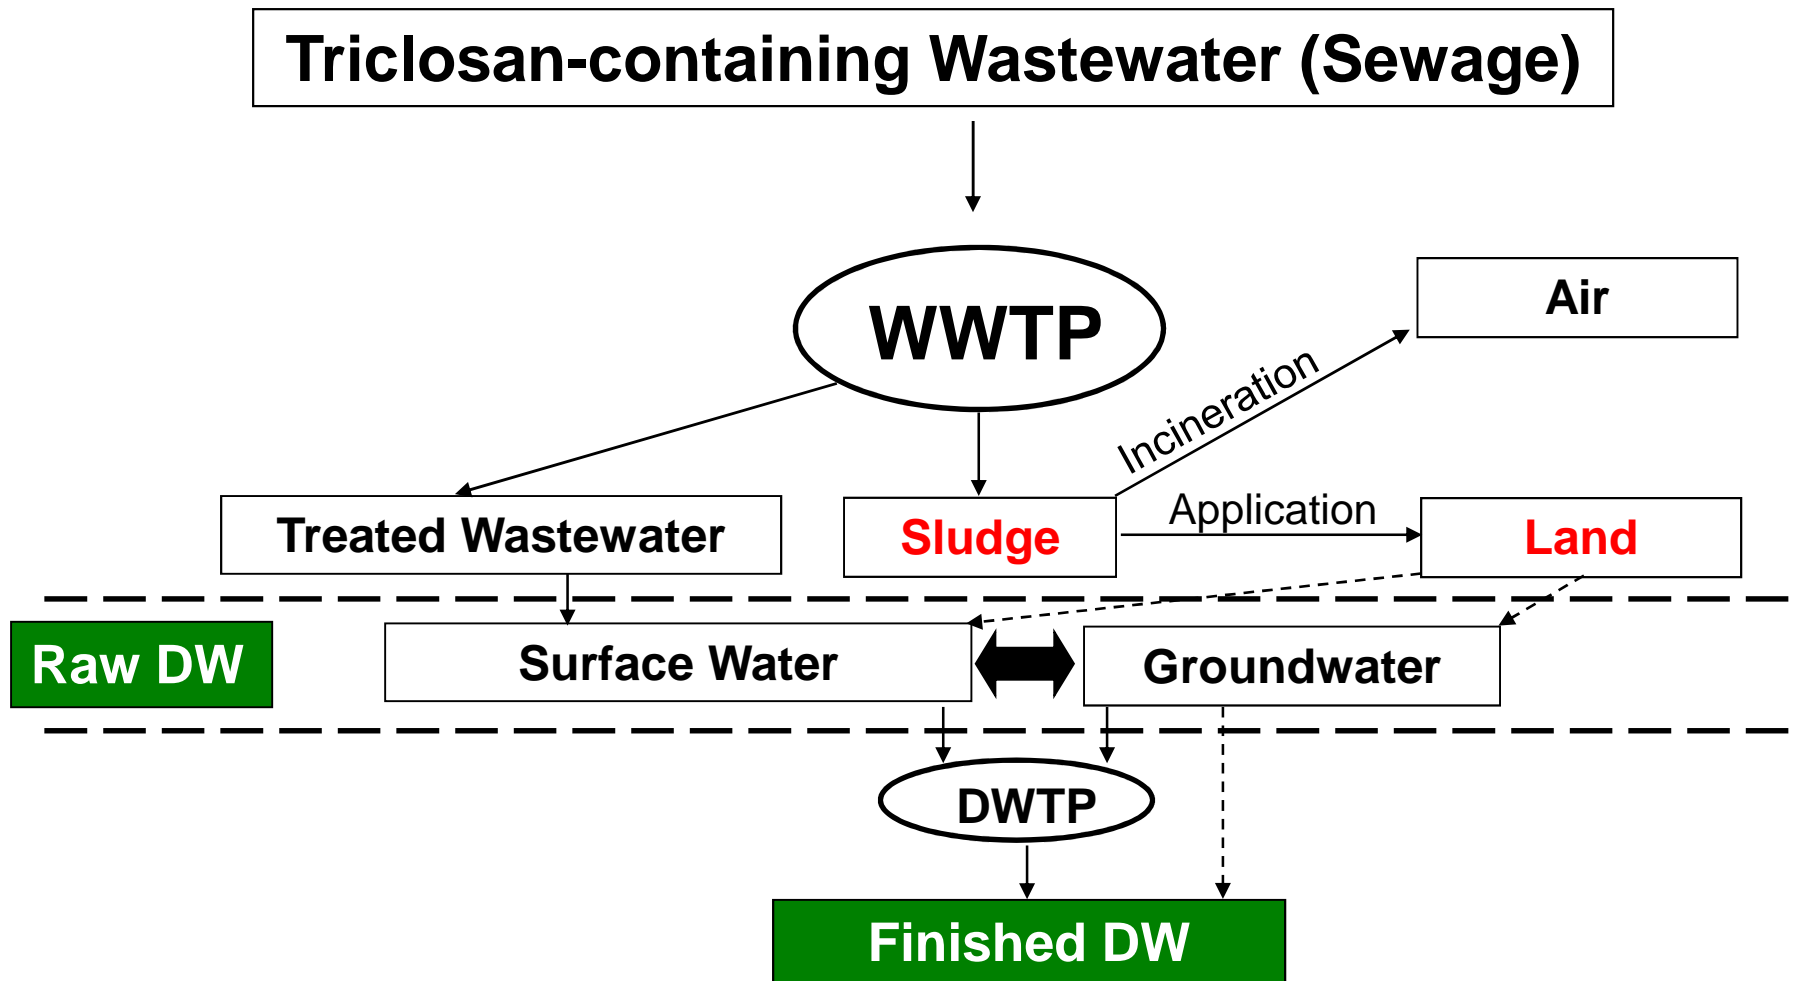 Triclosan-containing Wastewater (Sewage)
WWTP
Air
Incineration
Treated Wastewater
Sludge
Application
Land
Raw DW
Surface Water
Groundwater
DWTP
Finished DW